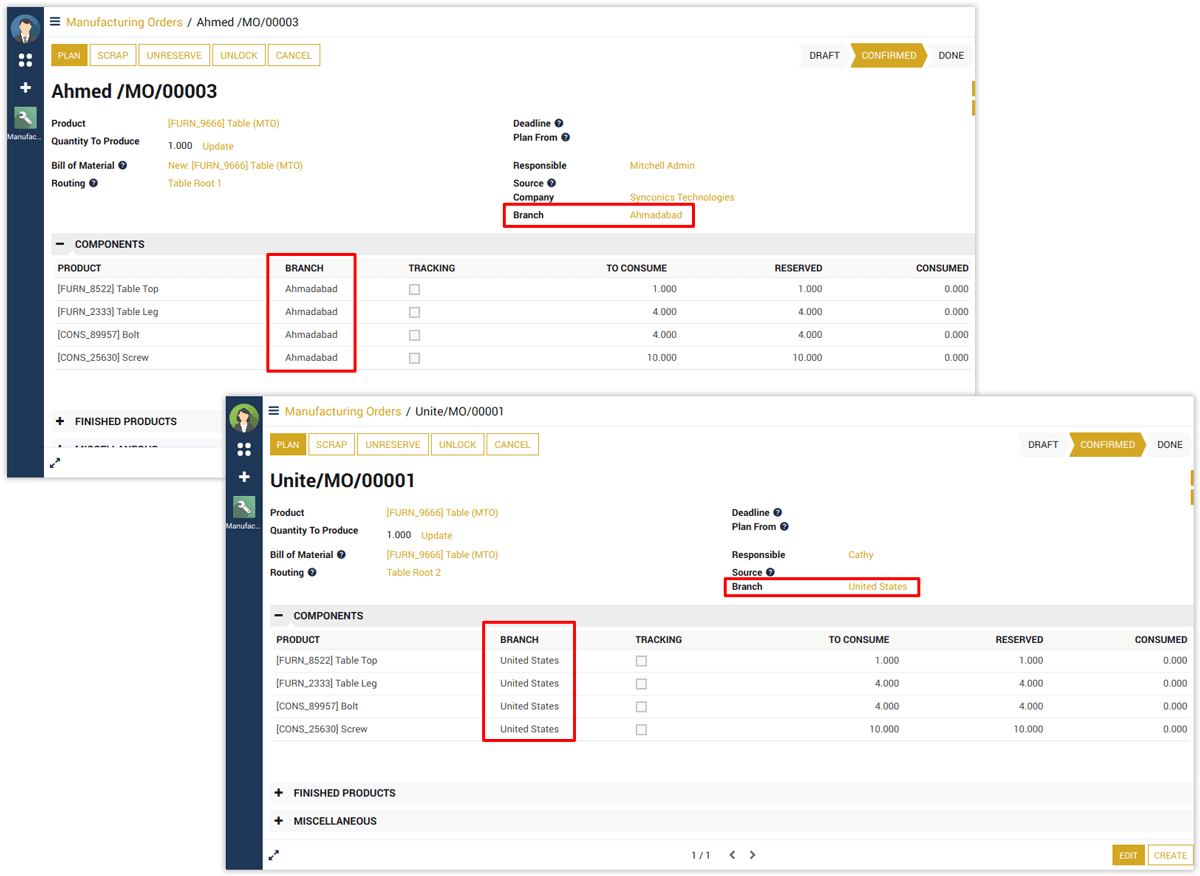 Manufacturing Orders / Ahmed /MO/00003
PLAN SCRAP UNRESERVE UNLOCK CANCEL DRAFT CONFIRMED DONE
Manufac...
Ahmed /MO/00003
Product [FURN_9666] Table (MTO) Deadline ?
Quantity To Produce 1.000 Update Plan From ?
Bill of Material ? New: [FURN_9666] Table (MTO) Responsible Mitchell Admin
Routing ? Table Root 1 Source ?
Company Synconics Technologies
Branch Ahmadabad
COMPONENTS
PRODUCT BRANCH TRACKING TO CONSUME RESERVED CONSUMED
[FURN_8522] Table Top Ahmadabad 1.000 1.000 0.000
[FURN_2333] Table Leg Ahmadabad 4.000 4.000 0.000
[CONS_89957] Bolt Ahmadabad 4.000 4.000 0.000
[CONS_25630] Screw Ahmadabad 10.000 10.000 0.000
FINISHED PRODUCTS
MISCELLANEOUS
Manufacturing Orders / Unite/MO/00001
PLAN SCRAP UNRESERVE UNLOCK CANCEL DRAFT CONFIRMED DONE
Manufac...
Unite/MO/00001
Product [FURN_9666] Table (MTO) Deadline ?
Quantity To Produce 1.000 Update Plan From ?
Bill of Material ? [FURN_9666] Table (MTO) Responsible Cathy
Routing ? Table Root 2 Source ?
Branch United States
COMPONENTS
PRODUCT BRANCH TRACKING TO CONSUME RESERVED CONSUMED
[FURN_8522] Table Top United States 1.000 1.000 0.000
[FURN_2333] Table Leg United States 4.000 4.000 0.000
[CONS_89957] Bolt United States 4.000 4.000 0.000
[CONS_25630] Screw United States 10.000 10.000 0.000
FINISHED PRODUCTS
MISCELLANEOUS
1 / 1
EDIT CREATE